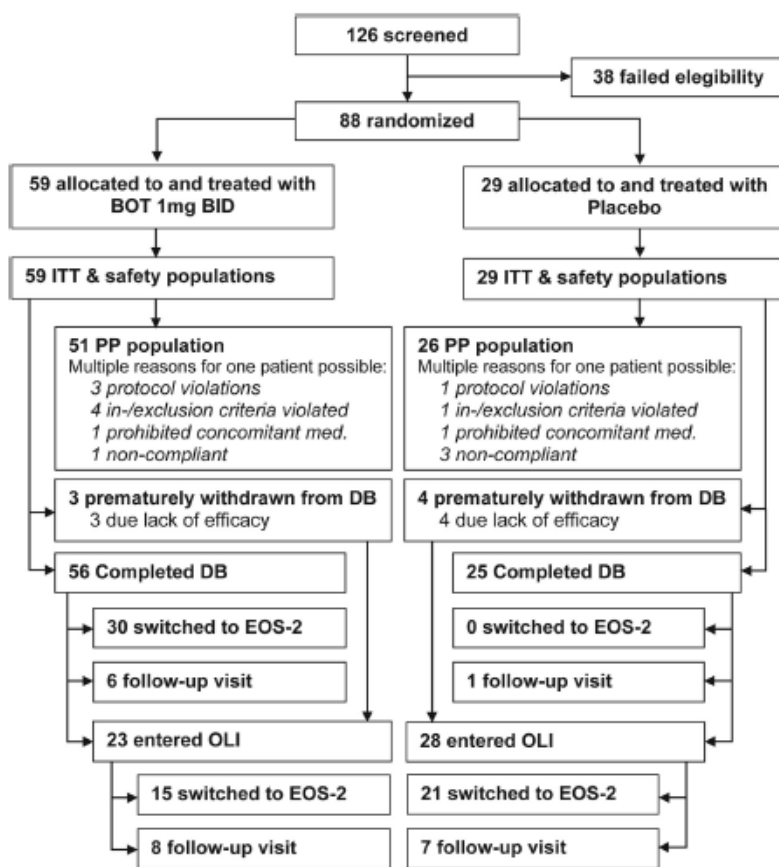 126 screened
38 failed elegibility
88 randomized
59 allocated to and treated with
BOT 1mg BID
29 allocated to and treated with
Placebo
59 ITT & safety populations
29 ITT & safety populations
51 PP population
Multiple reasons for one patient possible:
3 protocol violations
4 in-/exclusion criteria violated
1 prohibited concomitant med.
1 non-compliant
26 PP population
Multiple reasons for one patient possible:
1 protocol violations
1 in-/exclusion criteria violated
1 prohibited concomitant med.
3 non-compliant
3 prematurely withdrawn from DB
3 due lack of efficacy
4 prematurely withdrawn from DB
4 due lack of efficacy
56 Completed DB
25 Completed DB
30 switched to EOS-2
0 switched to EOS-2
6 follow-up visit
1 follow-up visit
23 entered OLI
28 entered OLI
15 switched to EOS-2
21 switched to EOS-2
8 follow-up visit
7 follow-up visit